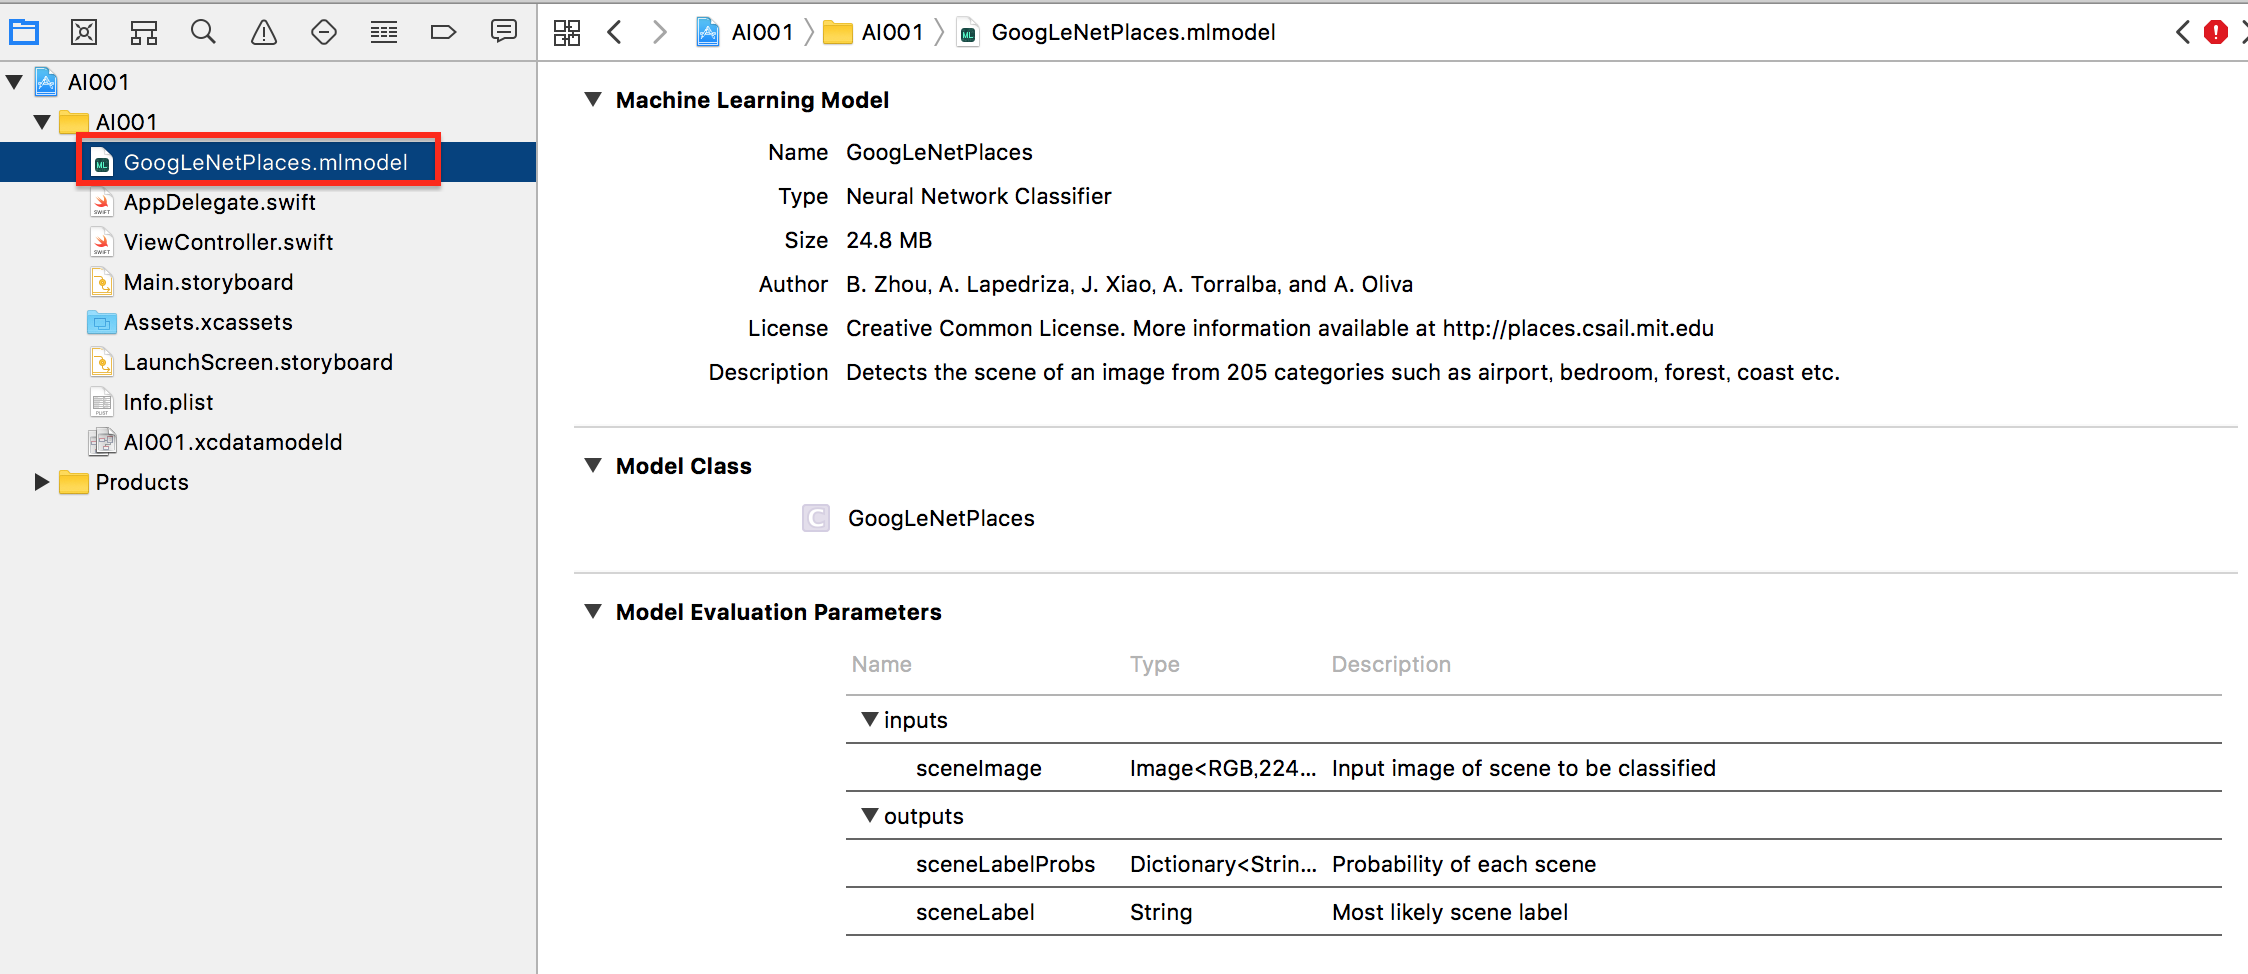 AI001
AI001
GoogLeNetPlaces.mlmodel
AI001
AI001
GoogLeNetPlaces.mlmodel
AppDelegate.swift
ViewController.swift
Main.storyboard
Assets.xcassets
LaunchScreen.storyboard
Info.plist
AI001.xcdatamodeld
Products
Machine Learning Model
Name GoogLeNetPlaces
Type Neural Network Classifier
Size 24.8 MB
Author B. Zhou, A. Lapedriza, J. Xiao, A. Torralba, and A. Oliva
License Creative Common License. More information available at http://places.csail.mit.edu
Description Detects the scene of an image from 205 categories such as airport, bedroom, forest, coast etc.
Model Class
C GoogLeNetPlaces
Model Evaluation Parameters
Name Type Description
inputs
sceneImage Image<RGB,224... Input image of scene to be classified
outputs
sceneLabelProbs Dictionary<Strin... Probability of each scene
sceneLabel String Most likely scene label